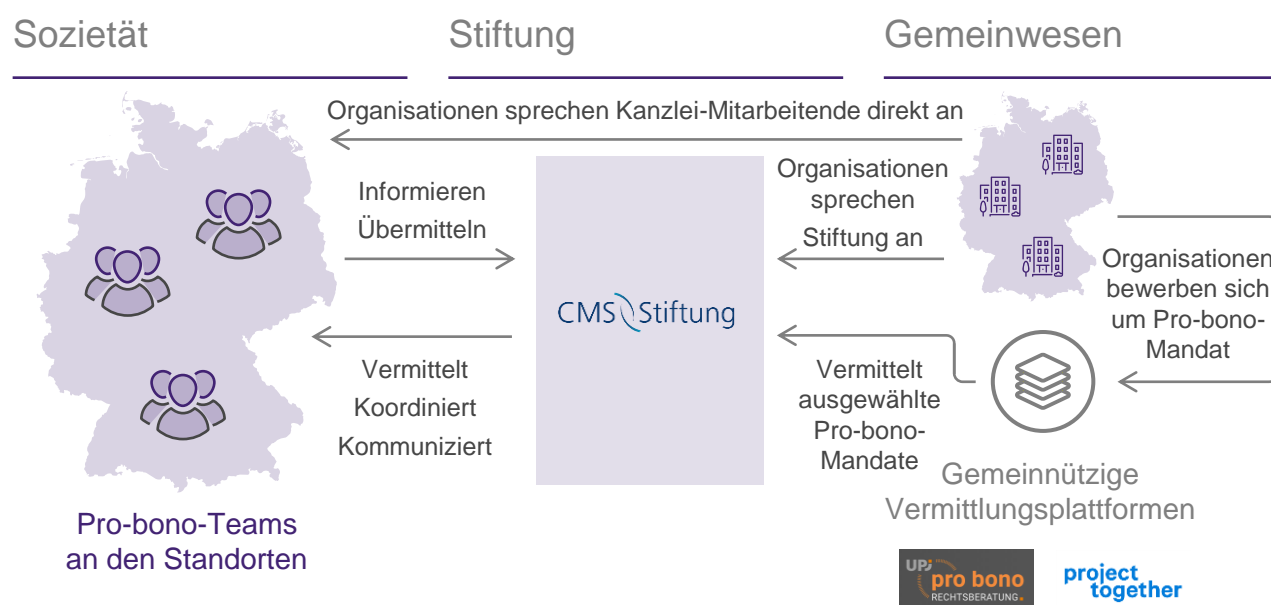 Sozietät
Stiftung
Gemeinwesen
Organisationen sprechen Kanzlei-Mitarbeitende direkt an
Informieren
Übermitteln
Organisationen
sprechen
Stiftung an
CMS Stiftung
Vermittelt
Koordiniert
Kommuniziert
Vermittelt
ausgewählte
Pro-bono-
Mandate
Organisationen
bewerben sich
um Pro-bono-
Mandat
Pro-bono-Teams
an den Standorten
Gemeinnützige
Vermittlungsplattformen
UPJ
pro bono
RECHTSBERATUNG.
project
together